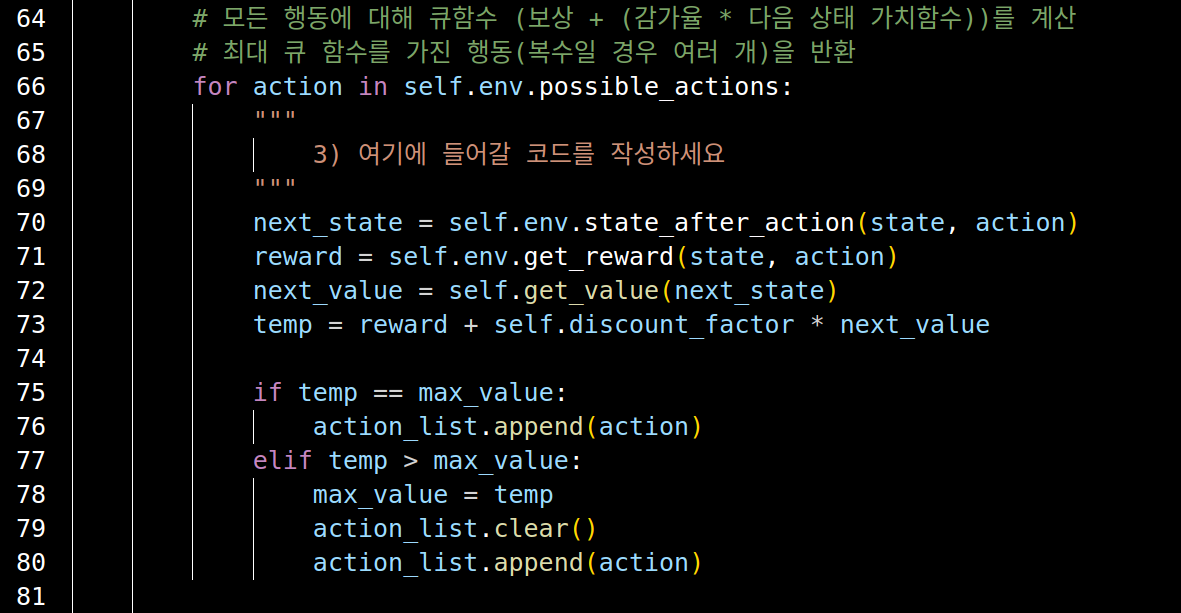 64 # 모든 행동에 대해 큐함수 (보상 + (감가율 * 다음 상태 가치함수))를 계산
65 # 최대 큐 함수를 가진 행동(복수일 경우 여러 개)을 반환
66 for action in self.env.possible_actions:
67 """
68 3) 여기에 들어갈 코드를 작성하세요
69 """
70 next_state = self.env.state_after_action(state, action)
71 reward = self.env.get_reward(state, action)
72 next_value = self.get_value(next_state)
73 temp = reward + self.discount_factor * next_value
74
75 if temp == max_value:
76 action_list.append(action)
77 elif temp > max_value:
78 max_value = temp
79 action_list.clear()
80 action_list.append(action)
81